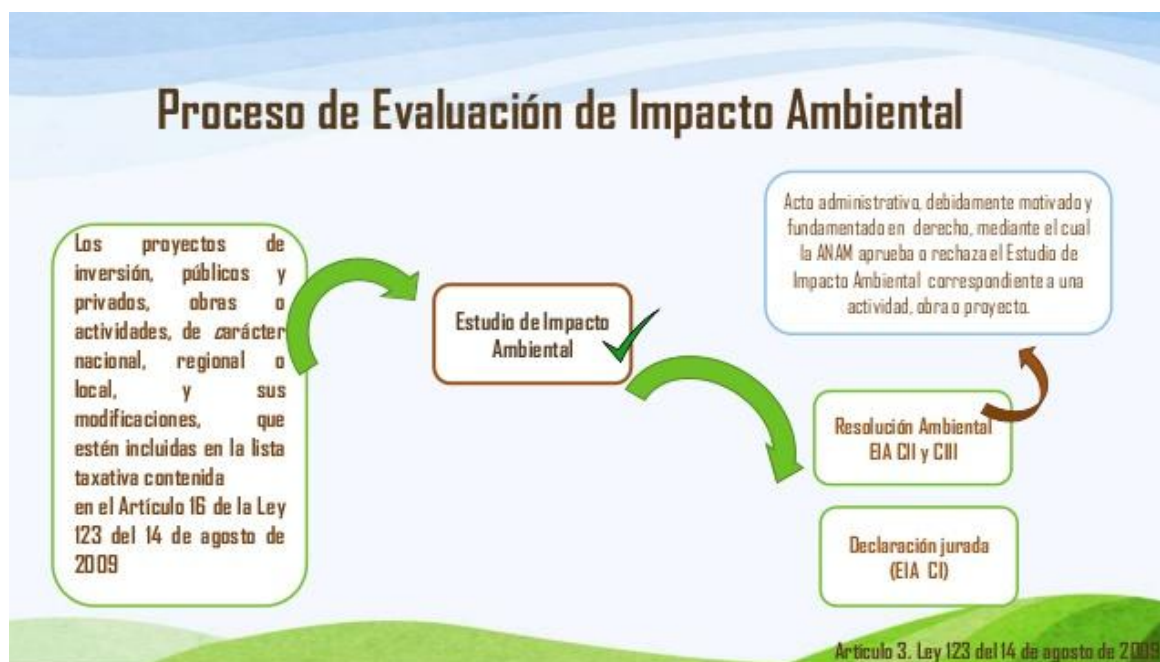 Proceso de Evaluación de Impacto Ambiental
Los proyectos de
inversión, públicos y
privados, obras o
actividades, de carácter
nacional, regional o
local, y sus
modificaciones, que
estén incluidas en la lista
taxativa contenida
en el Artículo 16 de la Ley
123 del 14 de agosto de
2009
Estudio de Impacto
Ambiental
Acto administrativo, debidamente motivado y
fundamentado en derecho, mediante el cual
la ANAM aprueba o rechaza el Estudio de
Impacto Ambiental correspondiente a una
actividad, obra o proyecto.
Resolución Ambiental
EIA CII y CIII
Declaración jurada
(EIA CI)
Artículo 3. Ley 123 del 14 de agosto de 2009